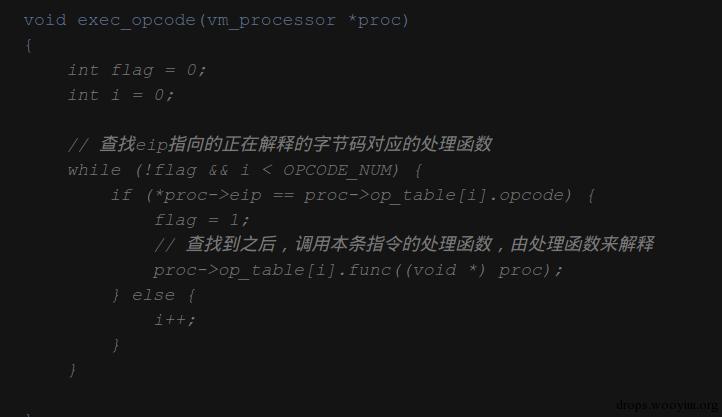 void exec_opcode(vm_processor *proc)
{
    int flag = 0;
    int i = 0;

    // 查找eip指向的正在解释的字节码对应的处理函数
    while (!flag && i < OPCODE_NUM) {
        if (*proc->eip == proc->op_table[i].opcode) {
            flag = 1;
            // 查找到之后，调用本条指令的处理函数，由处理函数来解释
            proc->op_table[i].func((void *) proc);
        } else {
            i++;
        }
    }

}
drops.wooyun.org